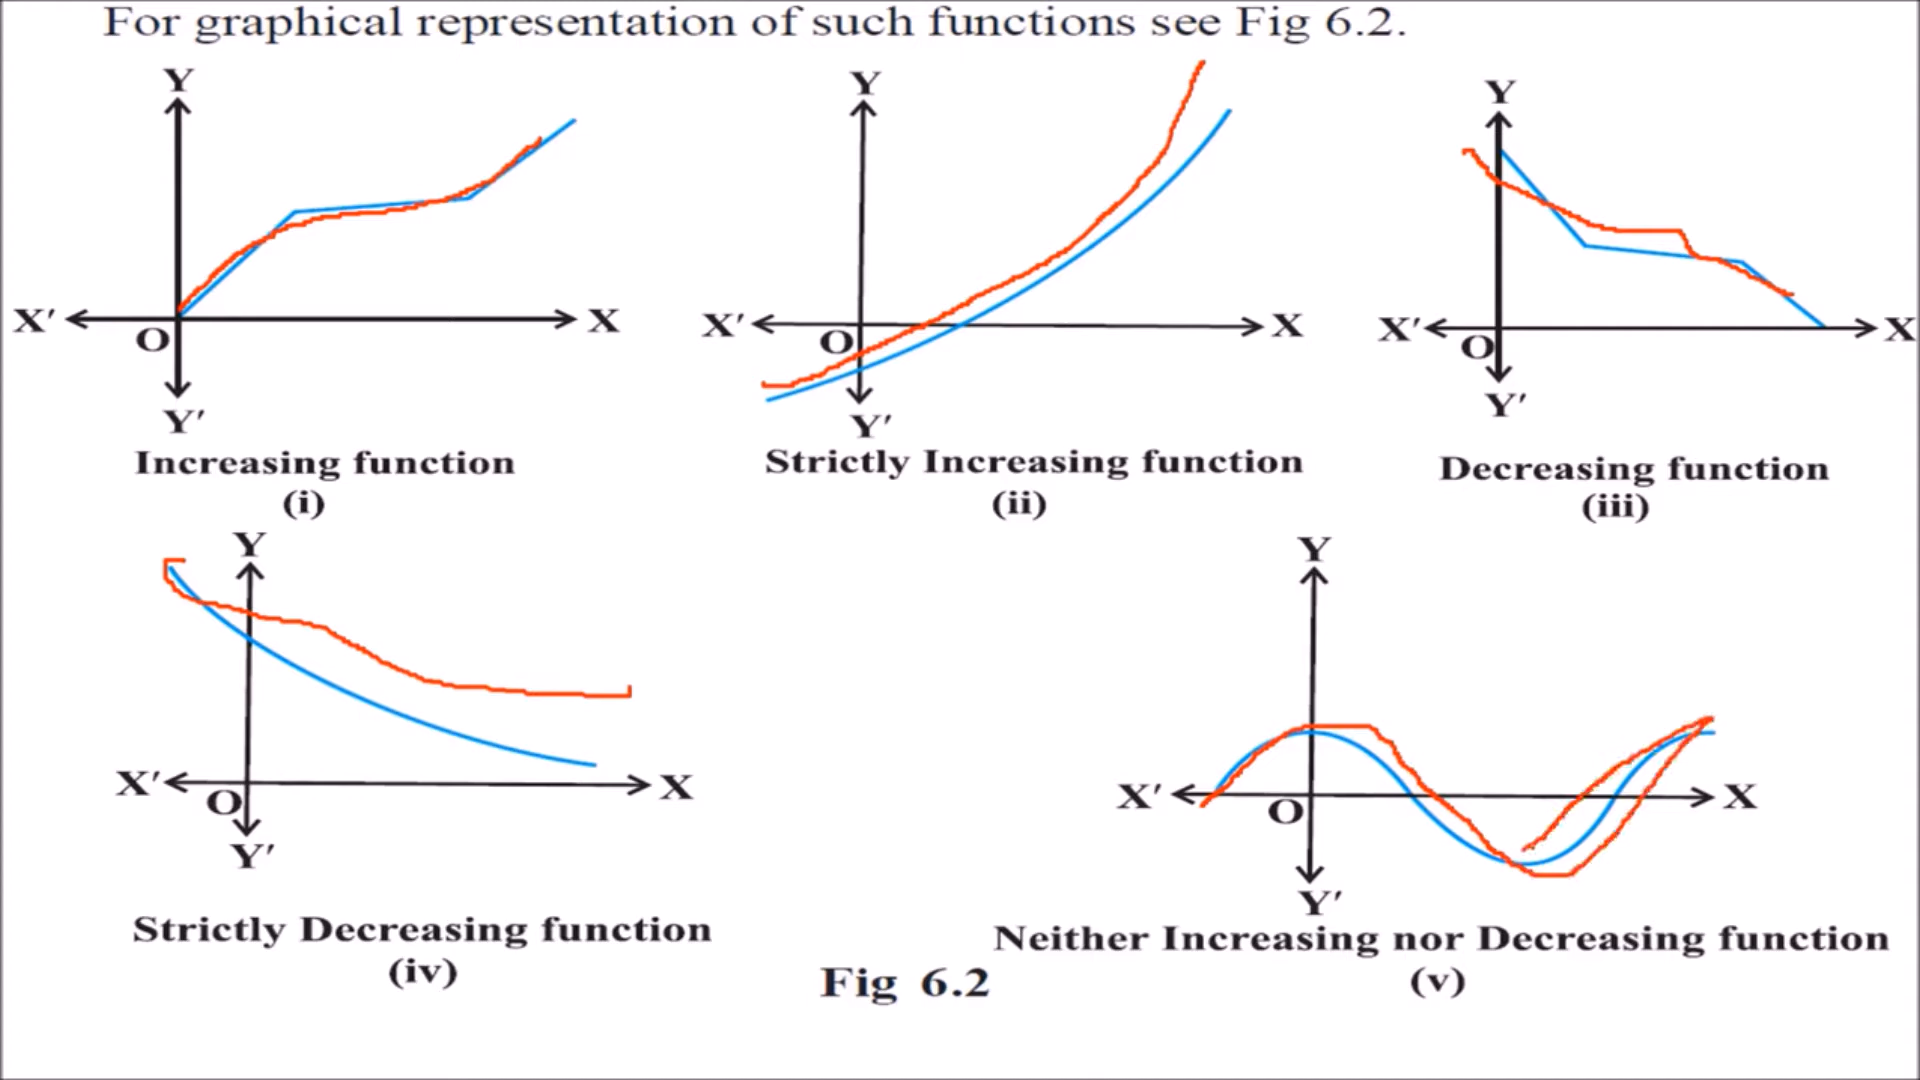 For graphical representation of such functions see Fig 6.2.
Y
X′ O X
Y′
Increasing function
(i)
Y
X′ O X
Y′
Strictly Increasing function
(ii)
Y
X′ O X
Y′
Decreasing function
(iii)
Y
X′ O X
Y′
Strictly Decreasing function
(iv)
Y
X′ O X
Y′
Neither Increasing nor Decreasing function
(v)
Fig 6.2